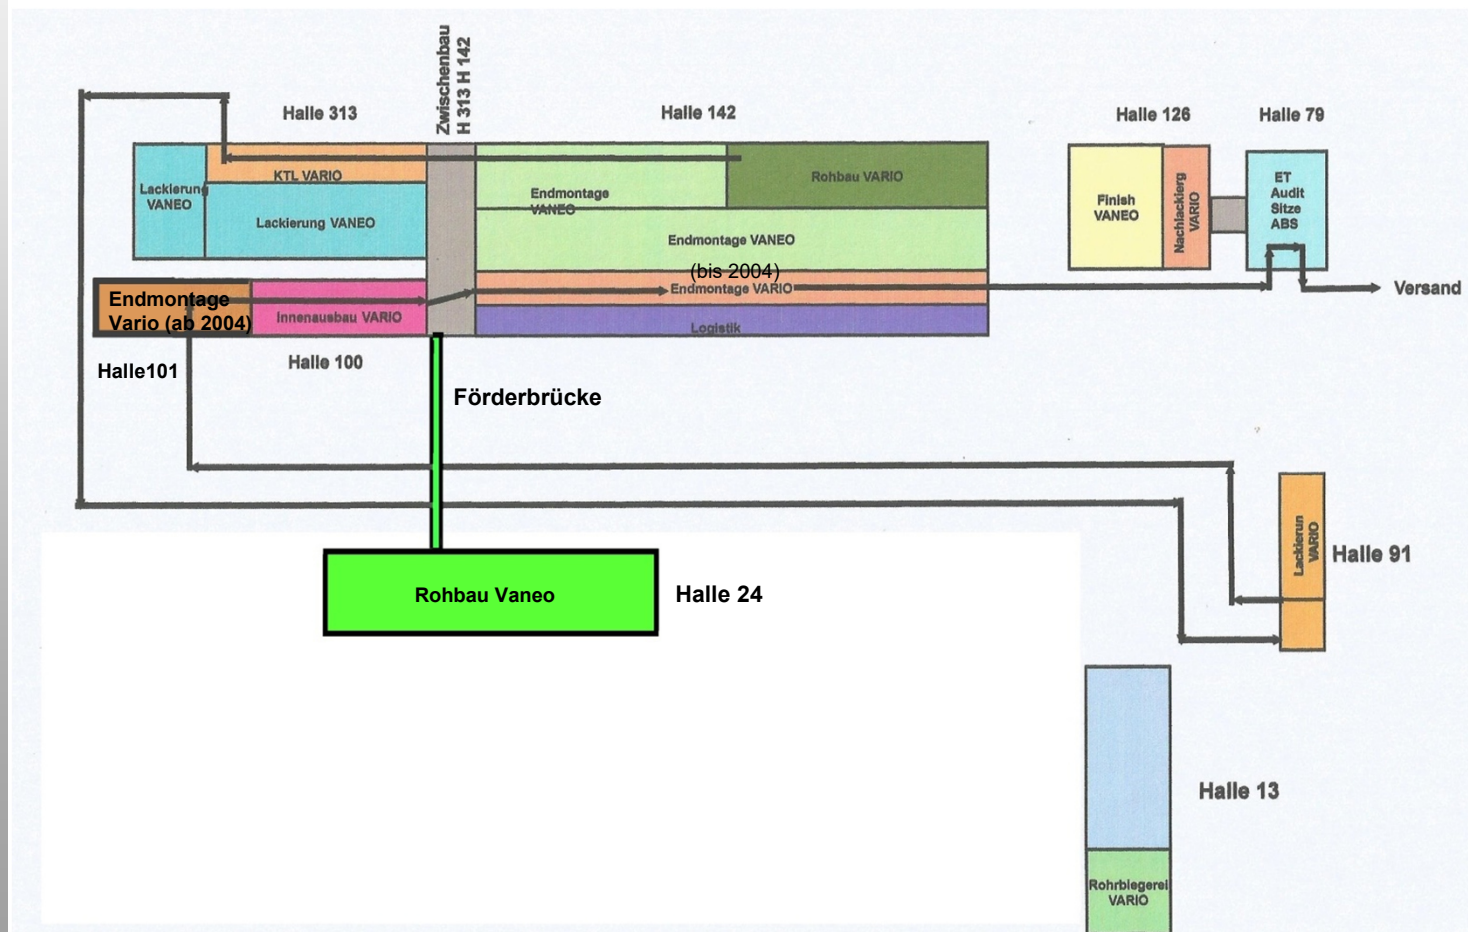 Zwischenbau
H 313 H 142
Halle 313
Halle 142
Halle 126
Halle 79
Lackierung
VANEO
KTL VARIO
Lackierung VANEO
Endmontage
VANEO
Rohbau VARIO
Endmontage VANEO
(bis 2004)
Endmontage VARIO
Logistik
Finish
VANEO
Nachlackierg
VARIO
ET
Audit
Sitze
ABS
Versand
Endmontage
Vario (ab 2004)
Innenausbau VARIO
Halle101
Halle 100
Förderbrücke
Lackierun
VARIO
Halle 91
Rohbau Vaneo
Halle 24
Halle 13
Rohrbiegerei
VARIO